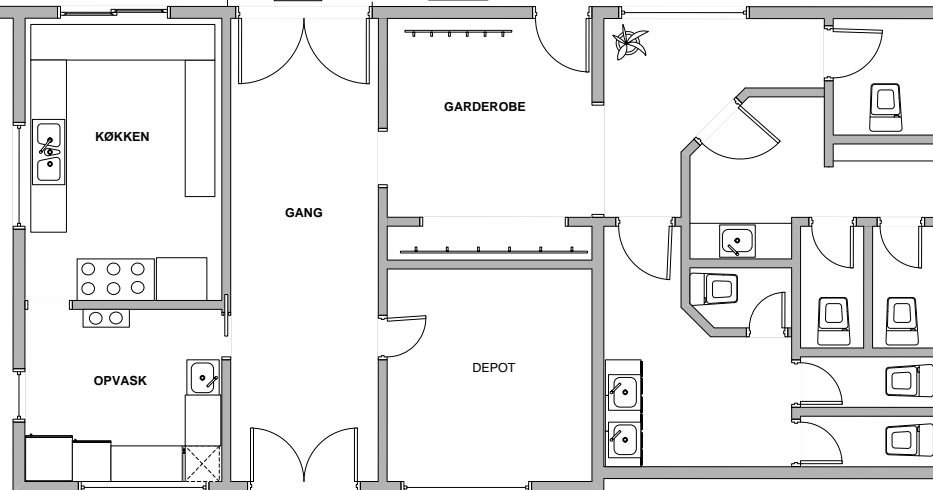 KØKKEN
GARDEROBE
GANG
OPVASK
DEPOT